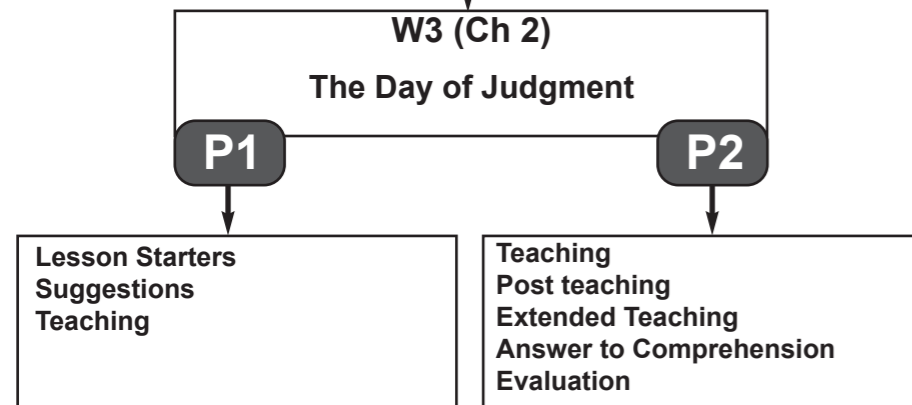 W3 (Ch 2)
The Day of Judgment
P1
P2
Lesson Starters
Suggestions
Teaching
Teaching
Post teaching
Extended Teaching
Answer to Comprehension
Evaluation